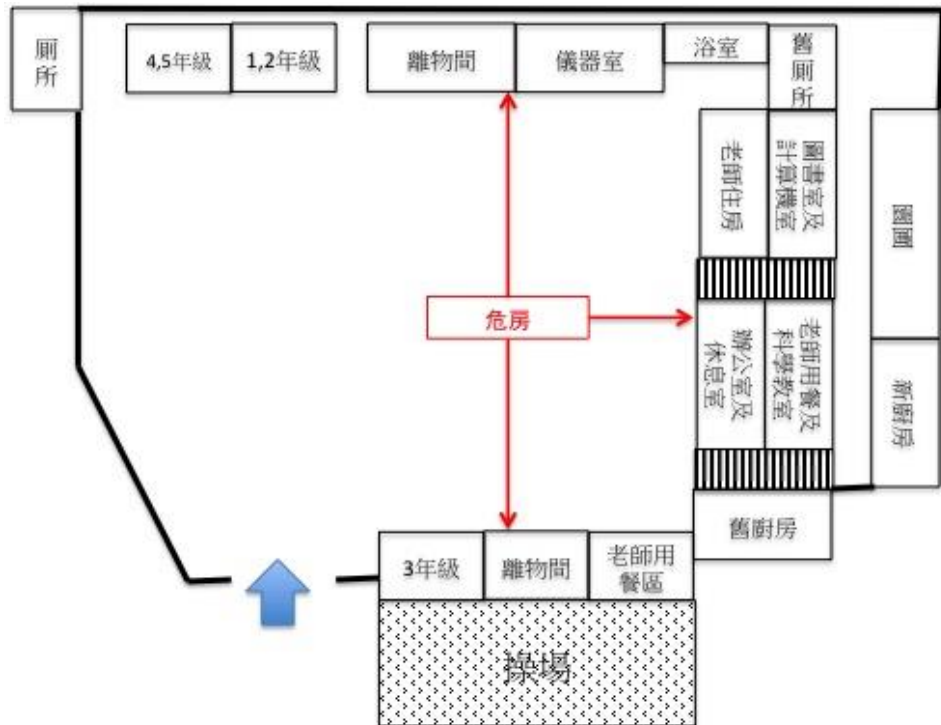 廁所
4,5年級
1,2年級
離物間
儀器室
浴室
舊廁所
老師住房
圖書室及
計算機室
園圃
危房
辦公室及
休息室
老師用餐及
科學教室
新廚房
舊廚房
3年級
離物間
老師用
餐區
操場